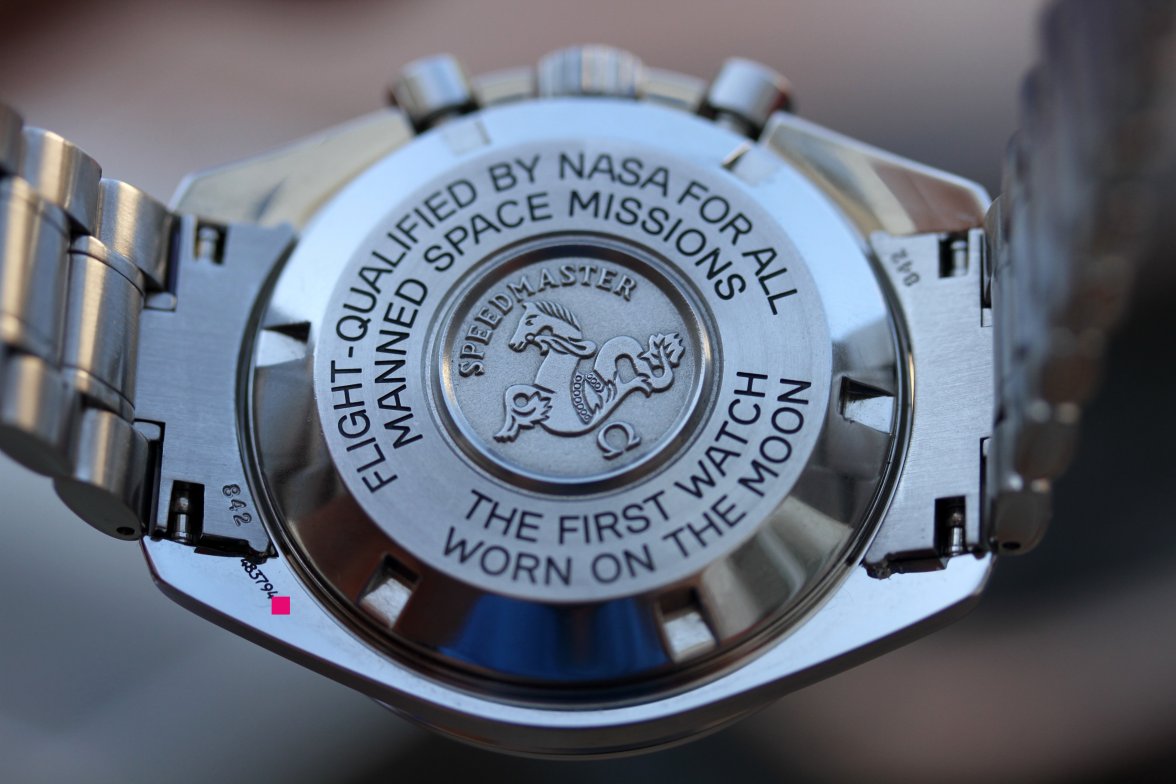 FLIGHT-QUALIFIED BY NASA FOR ALL
MANNED SPACE MISSIONS
SPEEDMASTER
Ω
THE FIRST WATCH
WORN ON THE MOON
842
842
483794